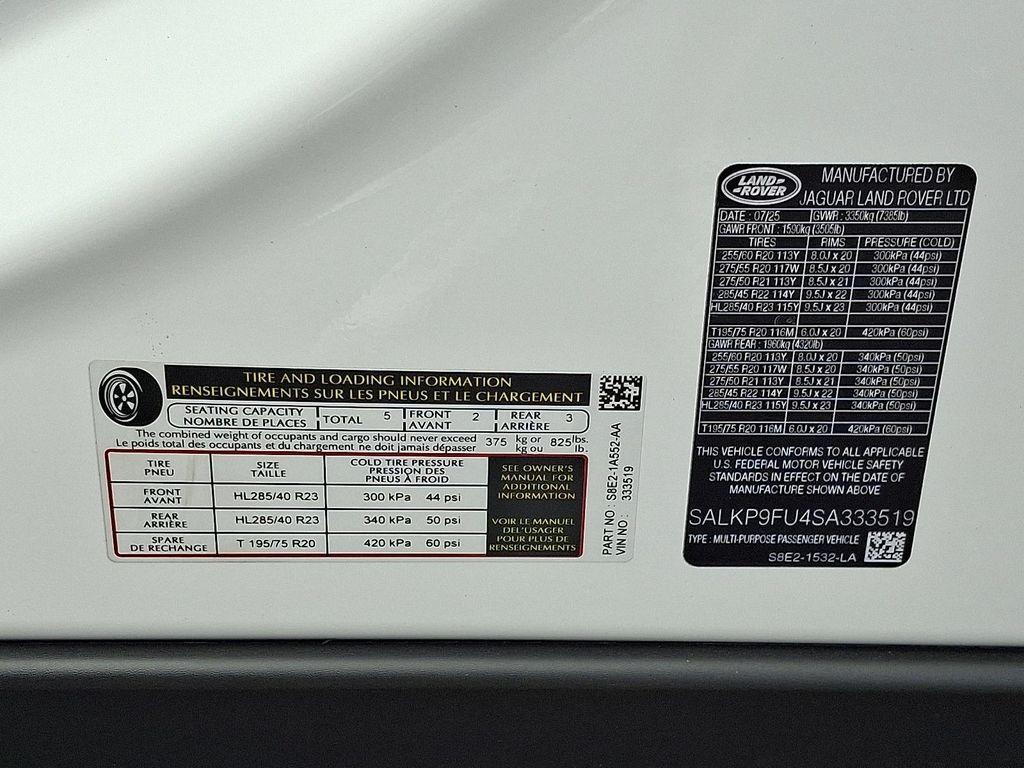 TIRE AND LOADING INFORMATION
RENSEIGNEMENTS SUR LES PNEUS ET LE CHARGEMENT
SEATING CAPACITY
NOMBRE DE PLACES
TOTAL 5
FRONT
AVANT
2
REAR
ARRIÈRE
3
The combined weight of occupants and cargo should never exceed
Le poids total des occupants et du chargement ne doit jamais dépasser
375
kg or
kg ou
825
lbs.
lb.
TIRE
PNEU
SIZE
TAILLE
COLD TIRE PRESSURE
PRESSION DES
PNEUS À FROID
FRONT
AVANT
HL285/40 R23
300 kPa 44 psi
REAR
ARRIÈRE
HL285/40 R23
340 kPa 50 psi
SPARE
DE RECHANGE
T 195/75 R20
420 kPa 60 psi
SEE OWNER'S
MANUAL FOR
ADDITIONAL
INFORMATION
VOIR LE MANUEL
DEL'USAGER
POUR PLUS DE
RENSEIGNEMENTS
PART NO : S8E2-1A552-AA
VIN NO : 333519
LAND-
-ROVER
MANUFACTURED BY
JAGUAR LAND ROVER LTD
DATE : 07/25 GVWR : 3350kg (7385lb)
GAWR FRONT : 1590kg (3505lb)
TIRES RIMS PRESSURE (COLD)
255/60 R20 113Y 8.0J x 20 300kPa (44psi)
275/55 R20 117W 8.5J x 20 300kPa (44psi)
275/50 R21 113Y 8.5J x 21 300kPa (44psi)
285/45 R22 114Y 9.5J x 22 300kPa (44psi)
HL285/40 R23 115Y 9.5J x 23 300kPa (44psi)
T195/75 R20 116M 6.0J x 20 420kPa (60psi)
GAWR REAR : 1960kg (4320lb)
255/60 R20 113Y 8.0J x 20 340kPa (50psi)
275/55 R20 117W 8.5J x 20 340kPa (50psi)
275/50 R21 113Y 8.5J x 21 340kPa (50psi)
285/45 R22 114Y 9.5J x 22 340kPa (50psi)
HL285/40 R23 115Y 9.5J x 23 340kPa (50psi)
T195/75 R20 116M 6.0J x 20 420kPa (60psi)
THIS VEHICLE CONFORMS TO ALL APPLICABLE
U.S. FEDERAL MOTOR VEHICLE SAFETY
STANDARDS IN EFFECT ON THE DATE OF
MANUFACTURE SHOWN ABOVE
SALKP9FU4SA333519
TYPE : MULTI-PURPOSE PASSENGER VEHICLE
S8E2-1532-LA